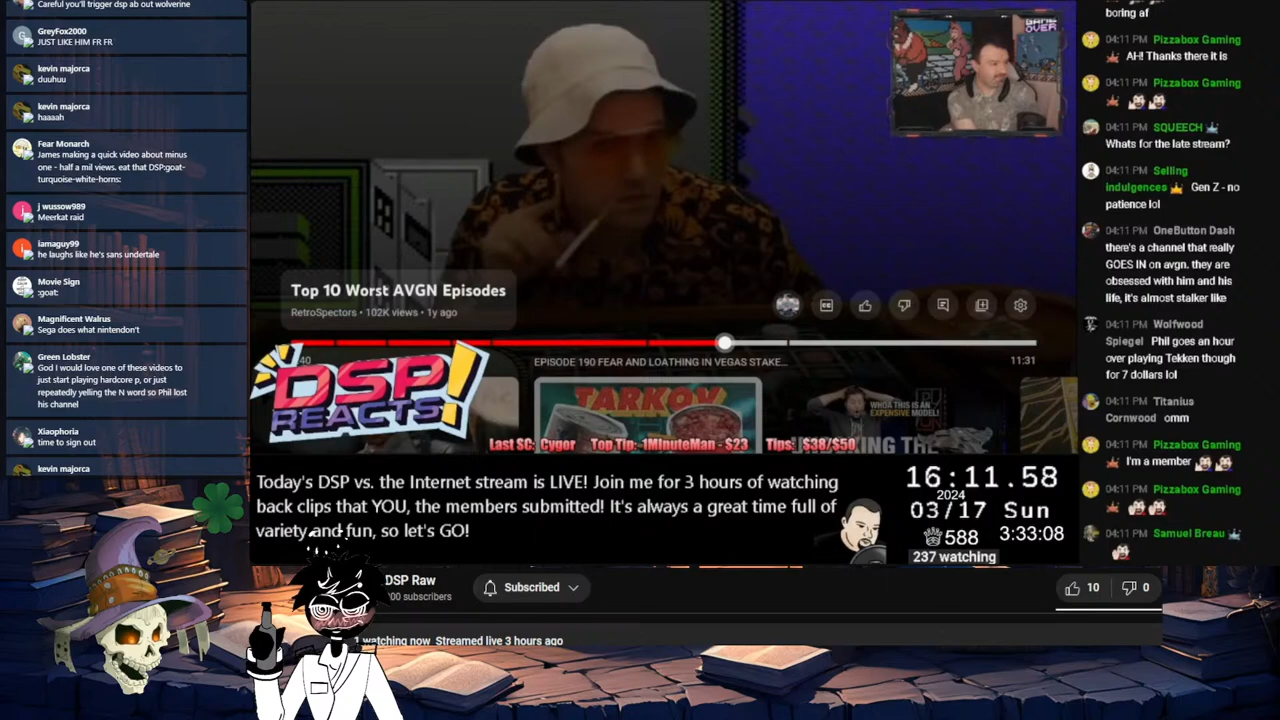 Careful you'll trigger dsp ab out wolverine
GreyFox2000
JUST LIKE HIM FR FR
kevin majorca
duuhuu
kevin majorca
haaaah
Fear Monarch
James making a quick video about minus
one - half a mil views. eat that DSP:goat-
turquoise-white-horns:
j wussow989
Meerkat raid
iamaguy99
he laughs like he's sans undertale
Movie Sign
:goat:
Magnificent Walrus
Sega does what nintendon't
Green Lobster
God I would love one of these videos to
just start playing hardcore p, or just
repeatedly yelling the N word so Phil lost
his channel
Xiaophoria
time to sign out
kevin majorca
GAME
OVER
Top 10 Worst AVGN Episodes
RetroSpectors • 102K views • 1y ago
:40
11:31
EPISODE 190 FEAR AND LOATHING IN VEGAS STAKE...
DSP
REACTS!
TARKOV
WHOA THIS IS AN
EXPENSIVE MODEL!
KING THE
Last SC: Cygor Top Tip: 1MinuteMan - $23 Tips: $38/$50
Today's DSP vs. the Internet stream is LIVE! Join me for 3 hours of watching
back clips that YOU, the members submitted! It's always a great time full of
variety and fun, so let's GO!
16:11.58
2024
03/17 Sun
588
3:33:08
237 watching
DSP Raw
00 subscribers
Subscribed
10
0
1 watching now Streamed live 3 hours ago
boring af
04:11 PM Pizzabox Gaming
AH! Thanks there it is
04:11 PM Pizzabox Gaming
04:11 PM SQUEECH
Whats for the late stream?
04:11 PM Selling
indulgences Gen Z - no
patience lol
04:11 PM OneButton Dash
there's a channel that really
GOES IN on avgn. they are
obsessed with him and his
life, it's almost stalker like
04:11 PM Wolfwood
Spiegel Phil goes an hour
over playing Tekken though
for 7 dollars lol
04:11 PM Titanius
Cornwood omm
04:11 PM Pizzabox Gaming
I'm a member
04:11 PM Pizzabox Gaming
04:11 PM Samuel Breau